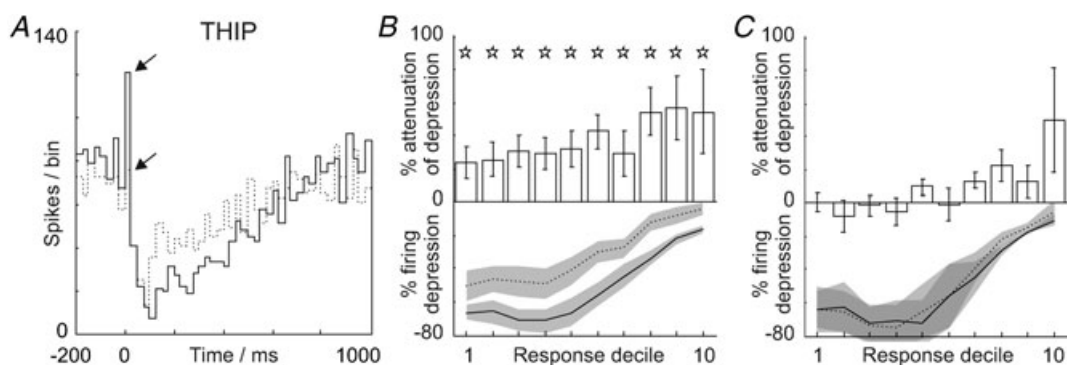 A
THIP
140
Spikes / bin
0
-200
0
Time / ms
1000
B
100
% attenuation
of depression
0
% firing
depression
-80
1
Response decile
10
C
100
% attenuation
of depression
0
% firing
depression
-80
1
Response decile
10